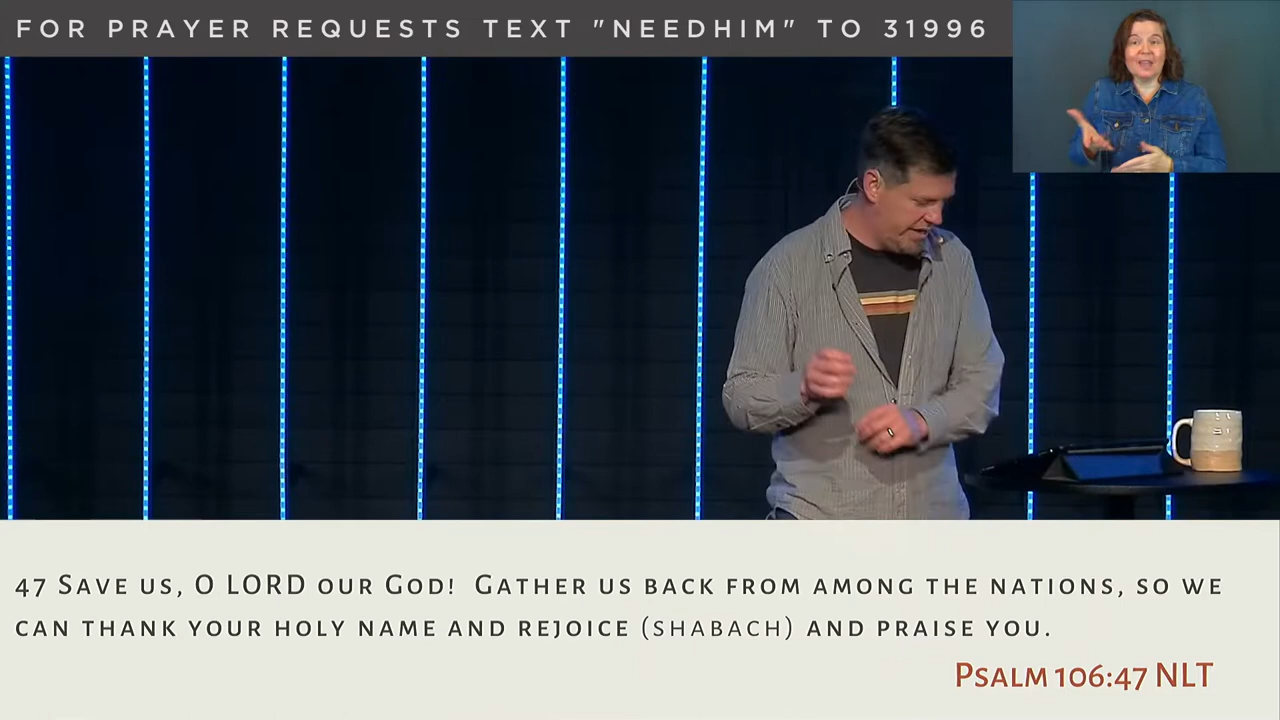 FOR PRAYER REQUESTS TEXT "NEEDHIM" TO 31996
47 Save us, O LORD our God! Gather us back from among the nations, so we
can thank your holy name and rejoice (shabach) and praise you.
Psalm 106:47 NLT